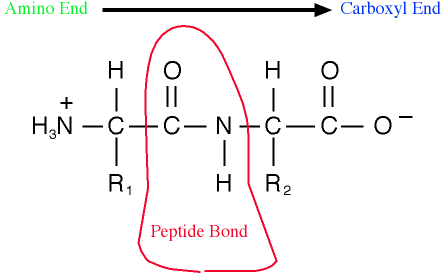 Amino End Carboxyl End
H O H O
H₃N⁺ – C – C – N – C – C – O⁻
R₁ H R₂
Peptide Bond